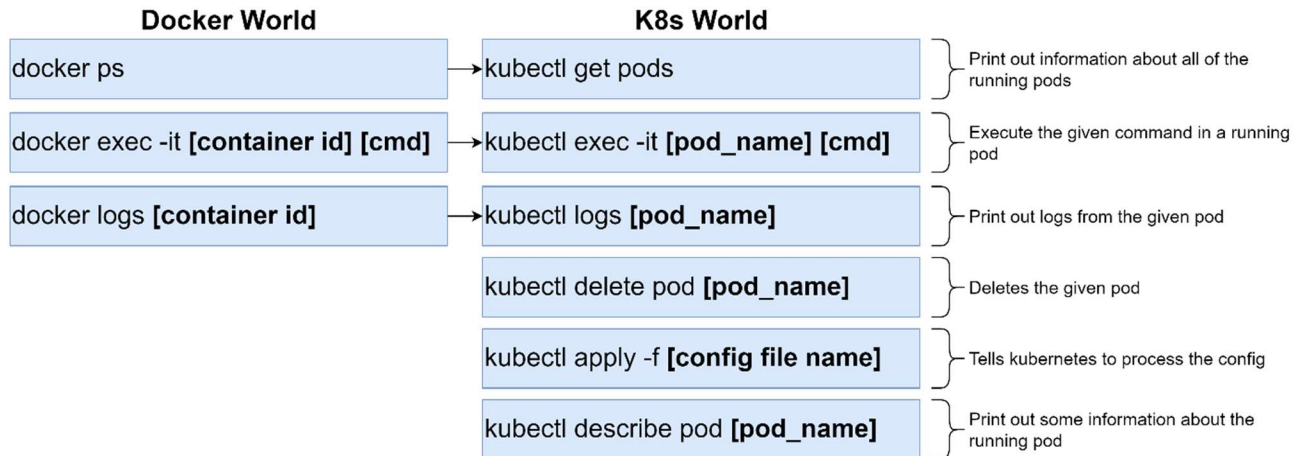 Docker World
K8s World
docker ps
kubectl get pods
Print out information about all of the
running pods
docker exec -it [container id] [cmd]
kubectl exec -it [pod_name] [cmd]
Execute the given command in a running
pod
docker logs [container id]
kubectl logs [pod_name]
Print out logs from the given pod
kubectl delete pod [pod_name]
Deletes the given pod
kubectl apply -f [config file name]
Tells kubernetes to process the config
kubectl describe pod [pod_name]
Print out some information about the
running pod